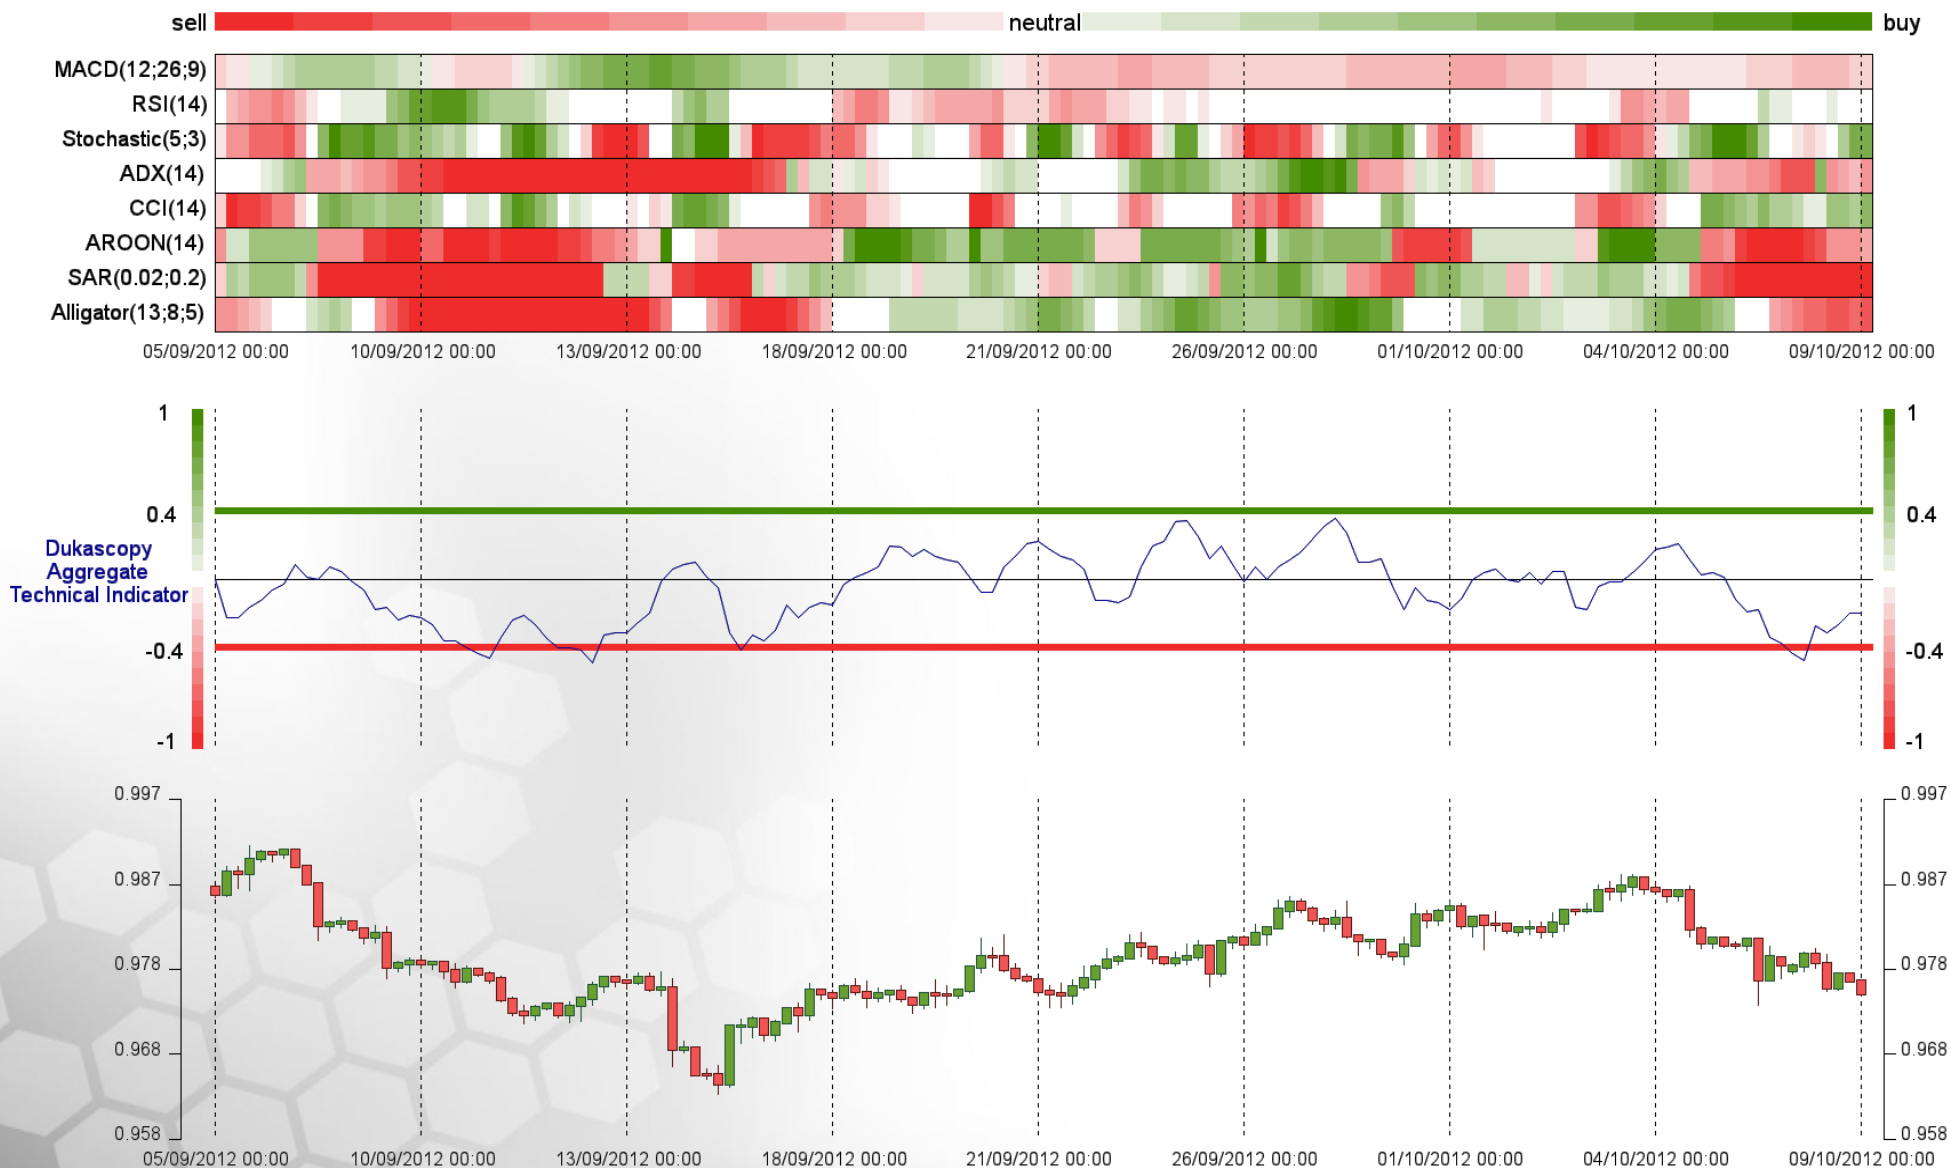 sell neutral buy
MACD(12;26;9)
RSI(14)
Stochastic(5;3)
ADX(14)
CCI(14)
AROON(14)
SAR(0.02;0.2)
Alligator(13;8;5)
05/09/2012 00:00 10/09/2012 00:00 13/09/2012 00:00 18/09/2012 00:00 21/09/2012 00:00 26/09/2012 00:00 01/10/2012 00:00 04/10/2012 00:00 09/10/2012 00:00
1 1
0.4 0.4
Dukascopy
Aggregate
Technical Indicator
-0.4 -0.4
-1 -1
0.997 0.997
0.987 0.987
0.978 0.978
0.968 0.968
0.958 0.958
05/09/2012 00:00 10/09/2012 00:00 13/09/2012 00:00 18/09/2012 00:00 21/09/2012 00:00 26/09/2012 00:00 01/10/2012 00:00 04/10/2012 00:00 09/10/2012 00:00